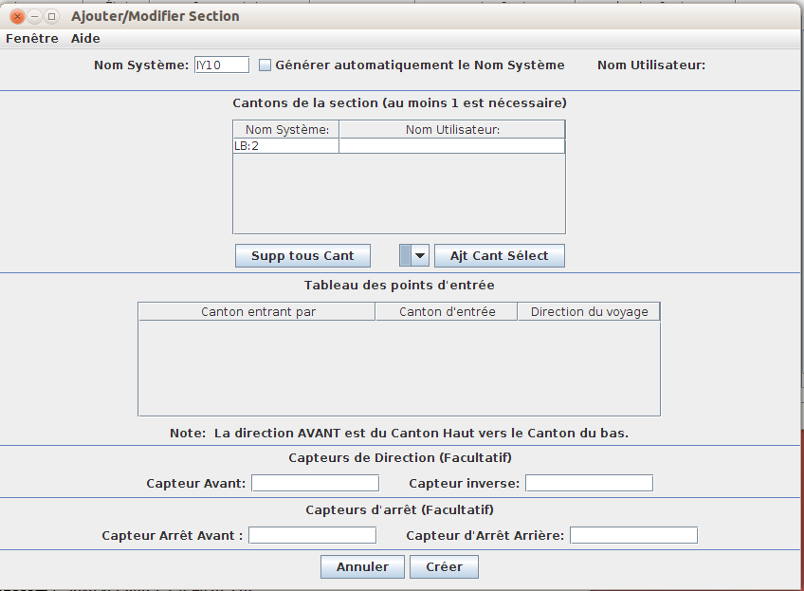 Ajouter/Modifier Section
Fenêtre Aide
Nom Système: IY10 Générer automatiquement le Nom Système Nom Utilisateur:
Cantons de la section (au moins 1 est nécessaire)
Nom Système: Nom Utilisateur:
LB:2
Supp tous Cant Ajt Cant Sélect
Tableau des points d'entrée
Canton entrant par Canton d'entrée Direction du voyage
Note: La direction AVANT est du Canton Haut vers le Canton du bas.
Capteurs de Direction (Facultatif)
Capteur Avant: Capteur inverse:
Capteurs d'arrêt (Facultatif)
Capteur Arrêt Avant : Capteur d'Arrêt Arrière:
Annuler Créer